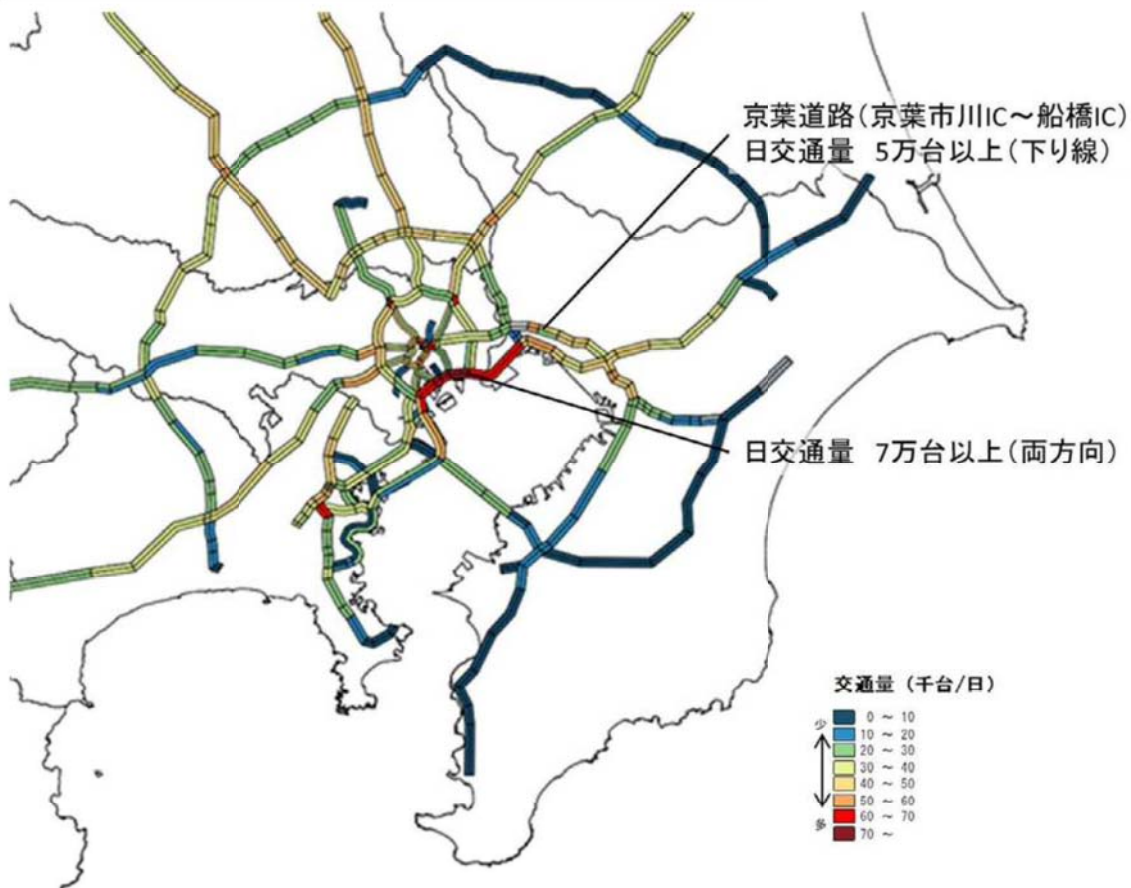 京葉道路(京葉市川IC～船橋IC)
日交通量 5万台以上(下り線)
日交通量 7万台以上(両方向)
交通量 (千台/日)
少
多
0 ～ 10
10 ～ 20
20 ～ 30
30 ～ 40
40 ～ 50
50 ～ 60
60 ～ 70
70 ～